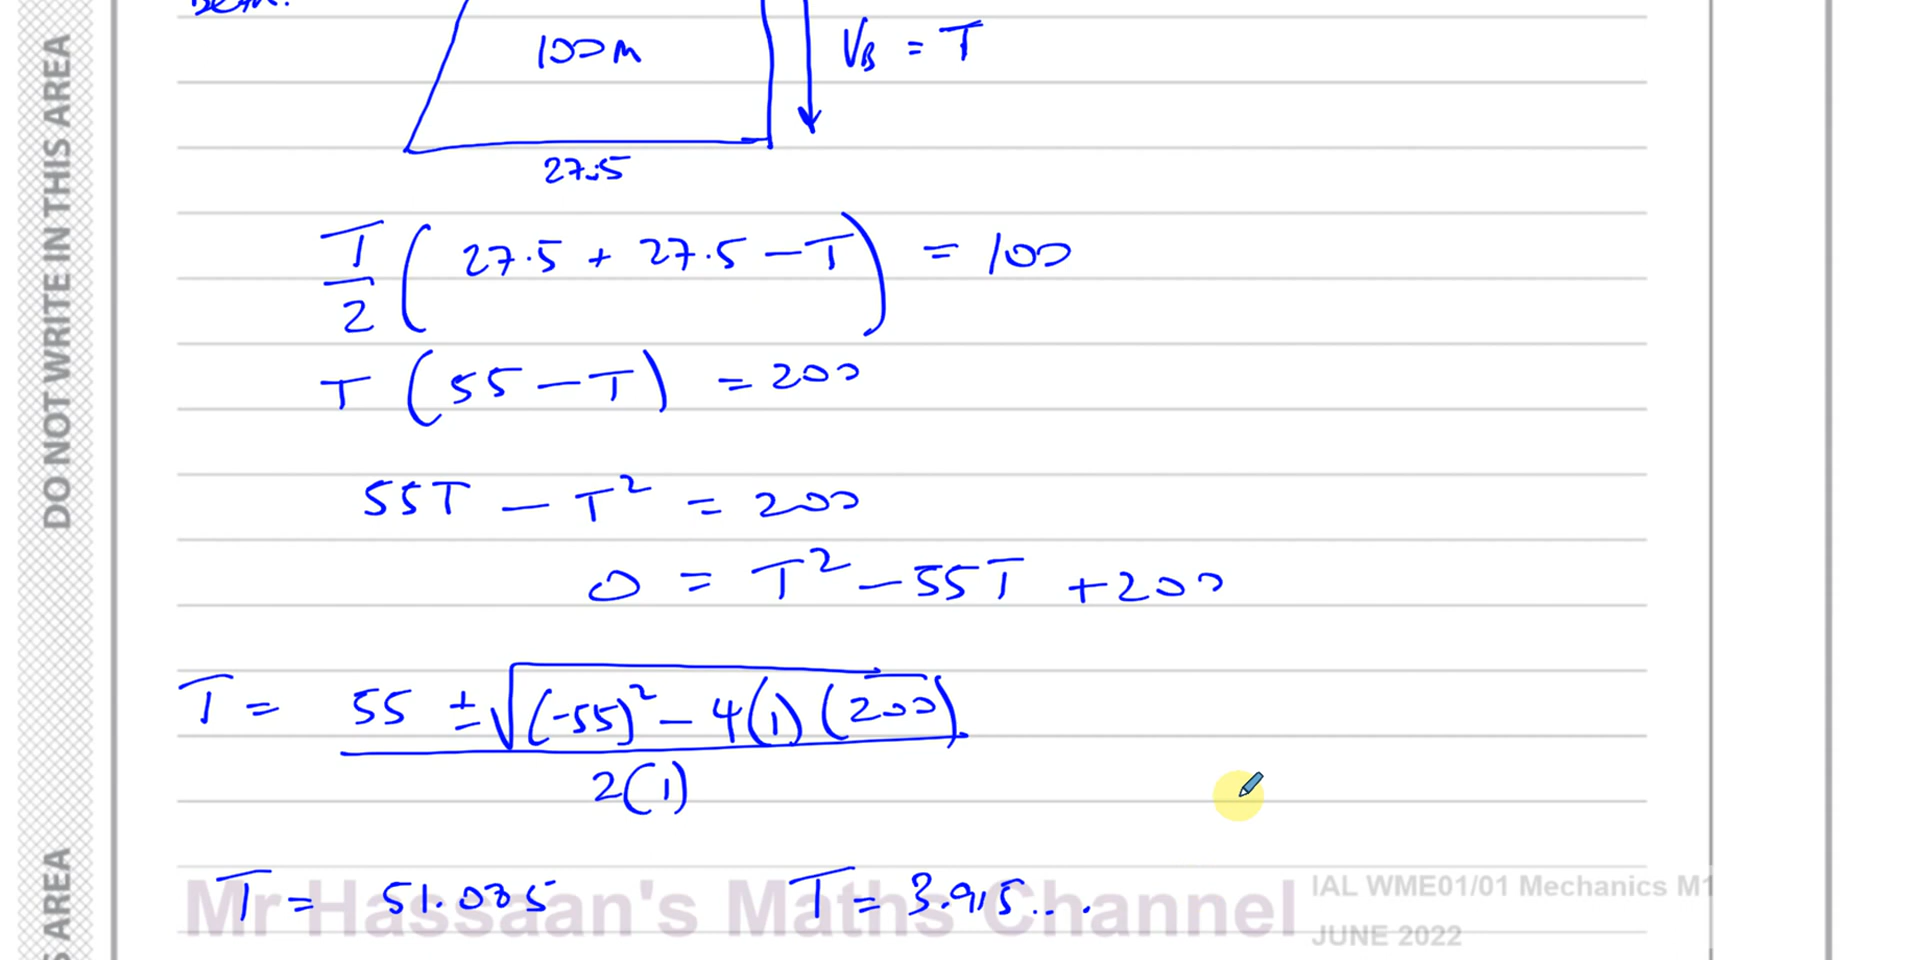 100m
V_B = T
27.5
T/2 ( 27.5 + 27.5 - T ) = 100
T ( 55 - T ) = 200
55T - T² = 200
0 = T² - 55T + 200
T = 55 ± √(-55)² - 4(1)(200) / 2(1)
T = 51.085 T = 3.915...
Mr Hassaan's Maths Channel
IAL WME01/01 Mechanics M1
JUNE 2022
DO NOT WRITE IN THIS AREA
S AREA